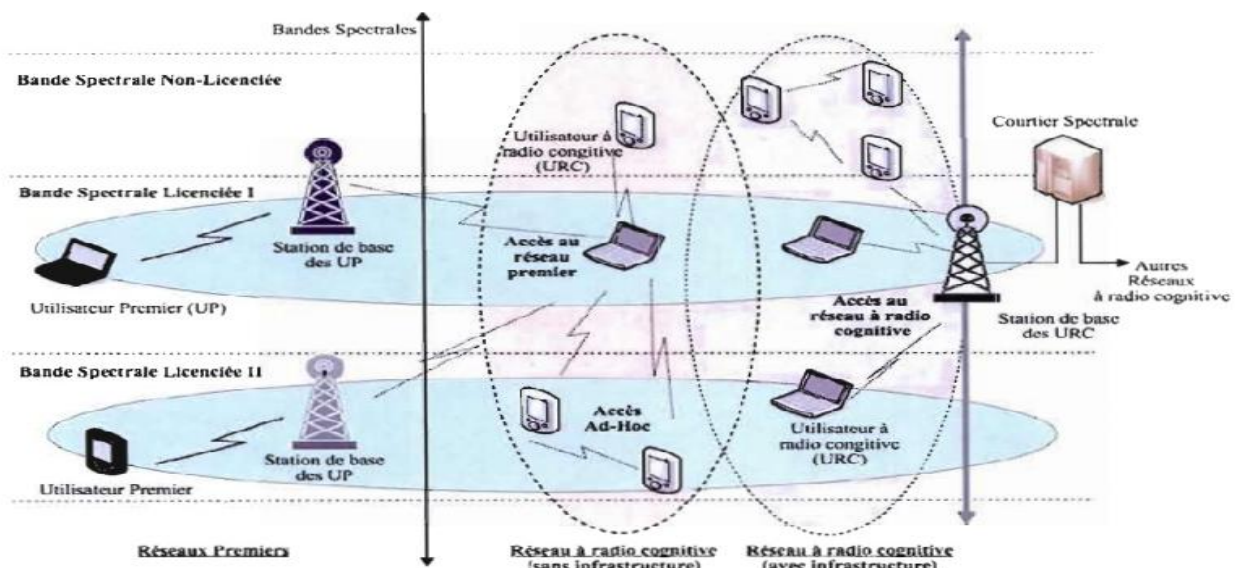 Bandes Spectrales
Bande Spectrale Non-Licenciée
Courtier Spectrale
Utilisateur à
radio congitive
(URC)
Bande Spectrale Licenciée I
Station de base
des UP
Accès au
réseau
premier
Utilisateur Premier (UP)
Accès au
réseau à radio
cognitive
Autres
Réseaux
à radio cognitive
Station de base
des URC
Bande Spectrale Licenciée II
Accès
Ad-Hoc
Utilisateur à
radio congitive
(URC)
Station de base
des UP
Utilisateur Premier
Réseaux Premiers
Réseau à radio cognitive
(sans infrastructure)
Réseau à radio cognitive
(avec infrastructure)